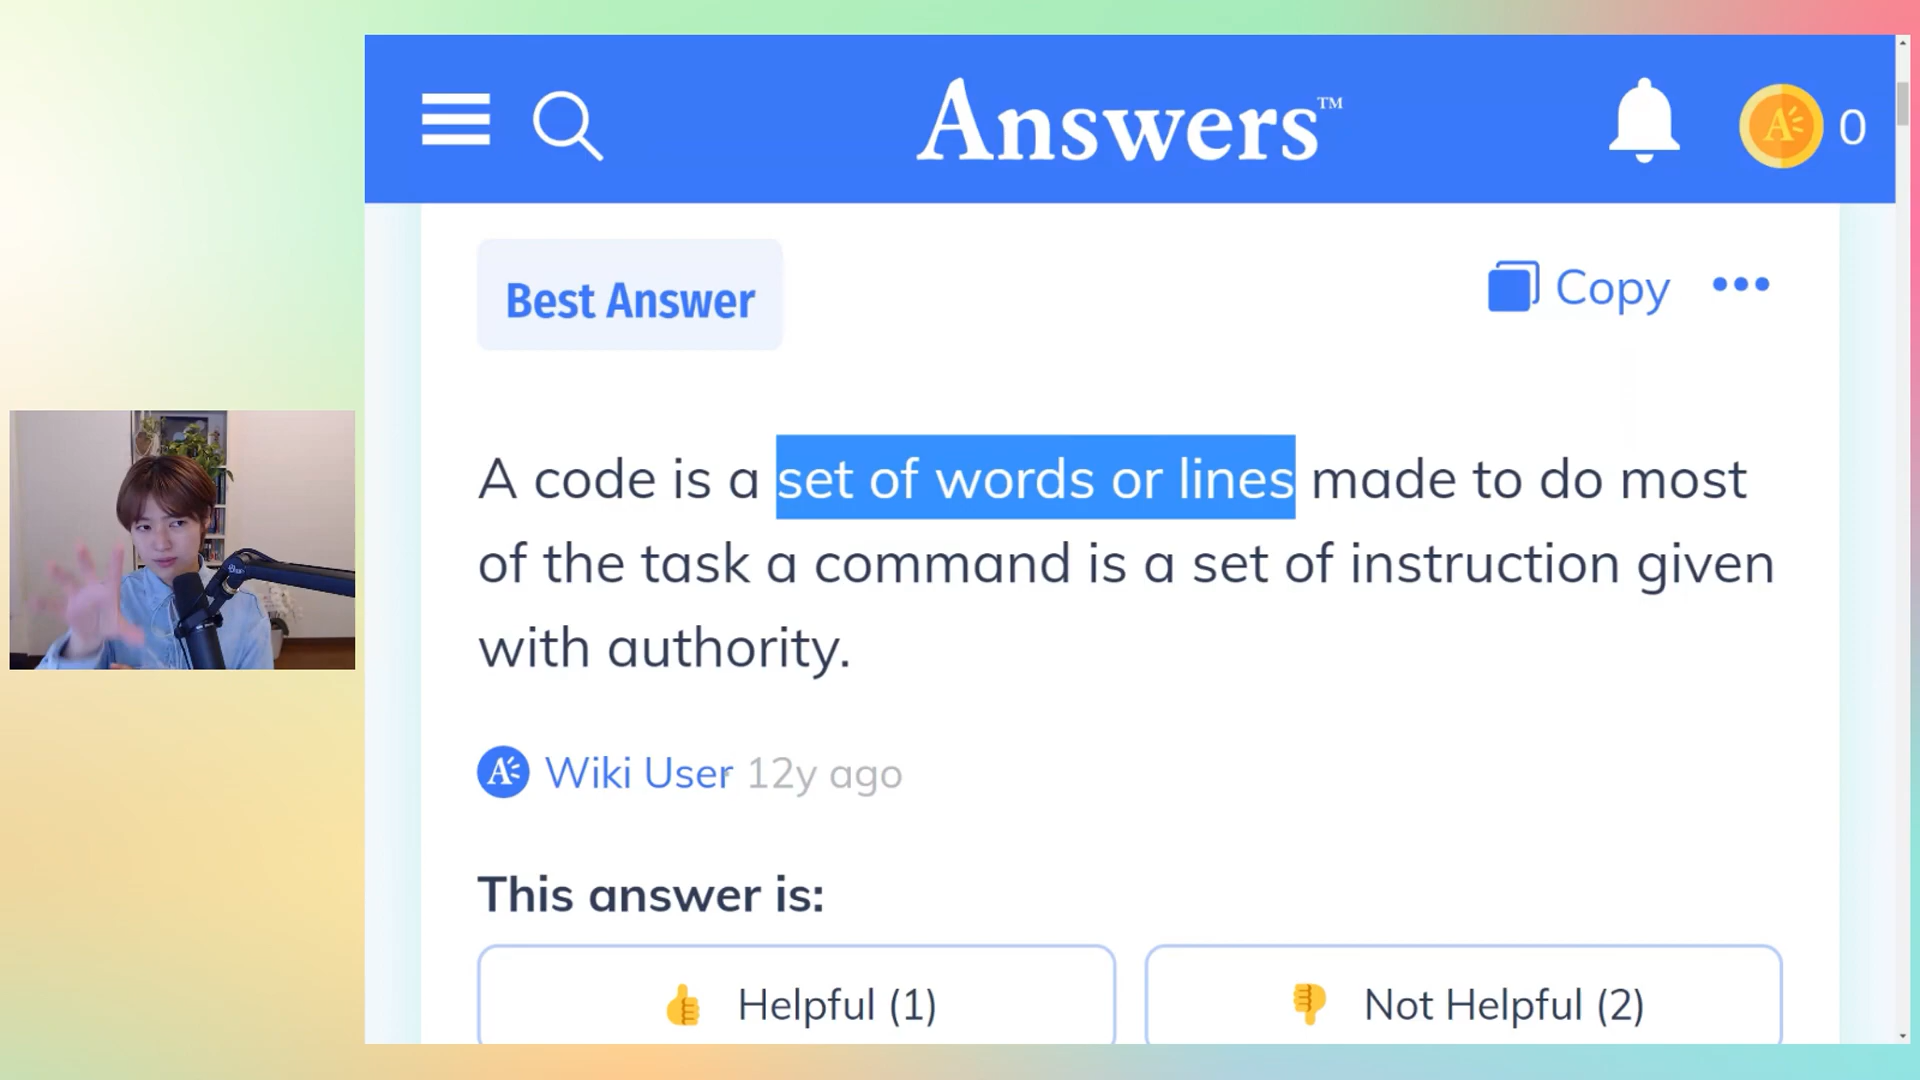 Answers™
0
Best Answer
Copy
A code is a set of words or lines made to do most
of the task a command is a set of instruction given
with authority.
Wiki User 12y ago
This answer is:
Helpful (1)
Not Helpful (2)